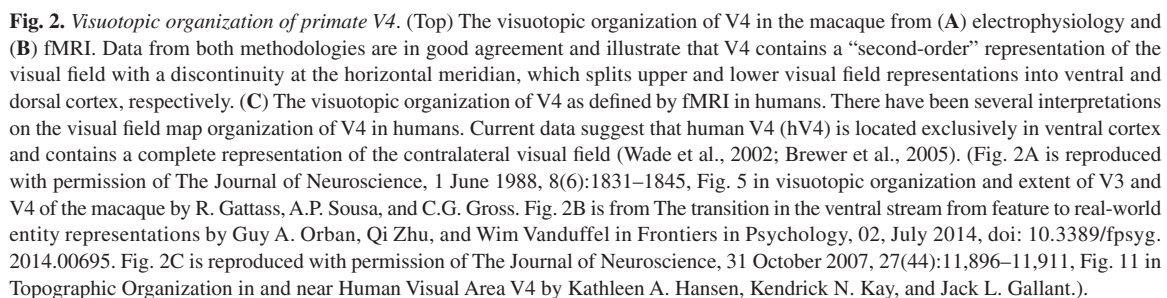 Fig. 2. Visuotopic organization of primate V4. (Top) The visuotopic organization of V4 in the macaque from (A) electrophysiology and
(B) fMRI. Data from both methodologies are in good agreement and illustrate that V4 contains a “second-order” representation of the
visual field with a discontinuity at the horizontal meridian, which splits upper and lower visual field representations into ventral and
dorsal cortex, respectively. (C) The visuotopic organization of V4 as defined by fMRI in humans. There have been several interpretations
on the visual field map organization of V4 in humans. Current data suggest that human V4 (hV4) is located exclusively in ventral cortex
and contains a complete representation of the contralateral visual field (Wade et al., 2002; Brewer et al., 2005). (Fig. 2A is reproduced
with permission of The Journal of Neuroscience, 1 June 1988, 8(6):1831–1845, Fig. 5 in visuotopic organization and extent of V3 and
V4 of the macaque by R. Gattass, A.P. Sousa, and C.G. Gross. Fig. 2B is from The transition in the ventral stream from feature to real-world
entity representations by Guy A. Orban, Qi Zhu, and Wim Vanduffel in Frontiers in Psychology, 02, July 2014, doi: 10.3389/fpsyg.
2014.00695. Fig. 2C is reproduced with permission of The Journal of Neuroscience, 31 October 2007, 27(44):11,896–11,911, Fig. 11 in
Topographic Organization in and near Human Visual Area V4 by Kathleen A. Hansen, Kendrick N. Kay, and Jack L. Gallant.).